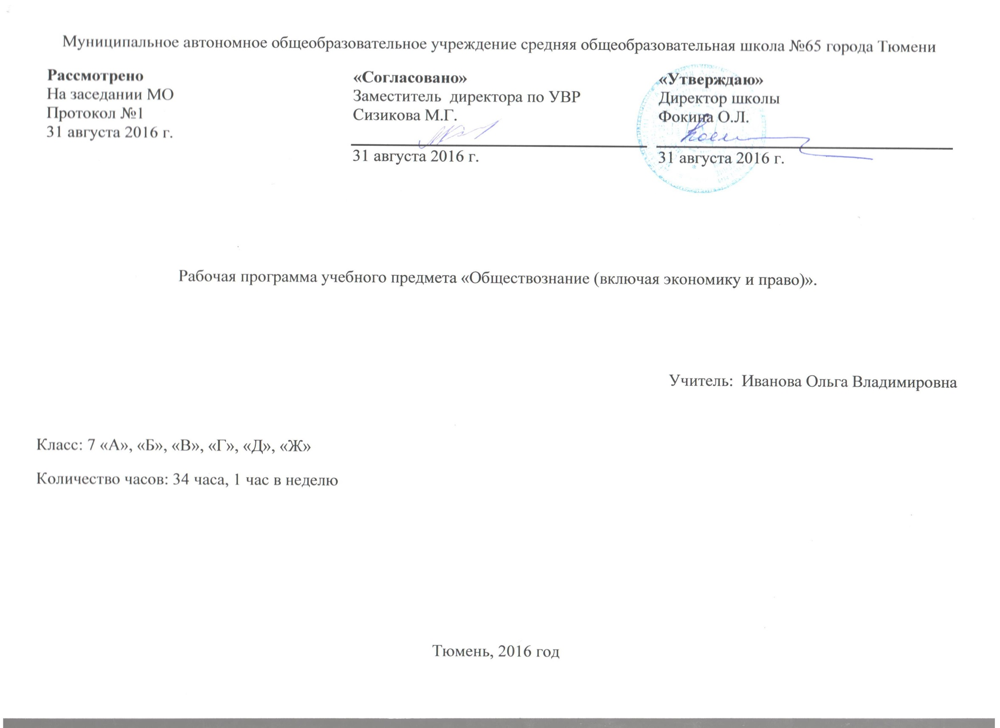 Муниципальное автономное общеобразовательное учреждение средняя общеобразовательная школа №65 города Тюмени
Рассмотрено
На заседании МО
Протокол №1
31 августа 2016 г.
«Согласовано»
Заместитель директора по УВР
Сизикова М.Г.
31 августа 2016 г.
«Утверждаю»
Директор школы
Фокина О.Л.
31 августа 2016 г.
Рабочая программа учебного предмета «Обществознание (включая экономику и право)».
Учитель: Иванова Ольга Владимировна
Класс: 7 «А», «Б», «В», «Г», «Д», «Ж»
Количество часов: 34 часа, 1 час в неделю
Тюмень, 2016 год